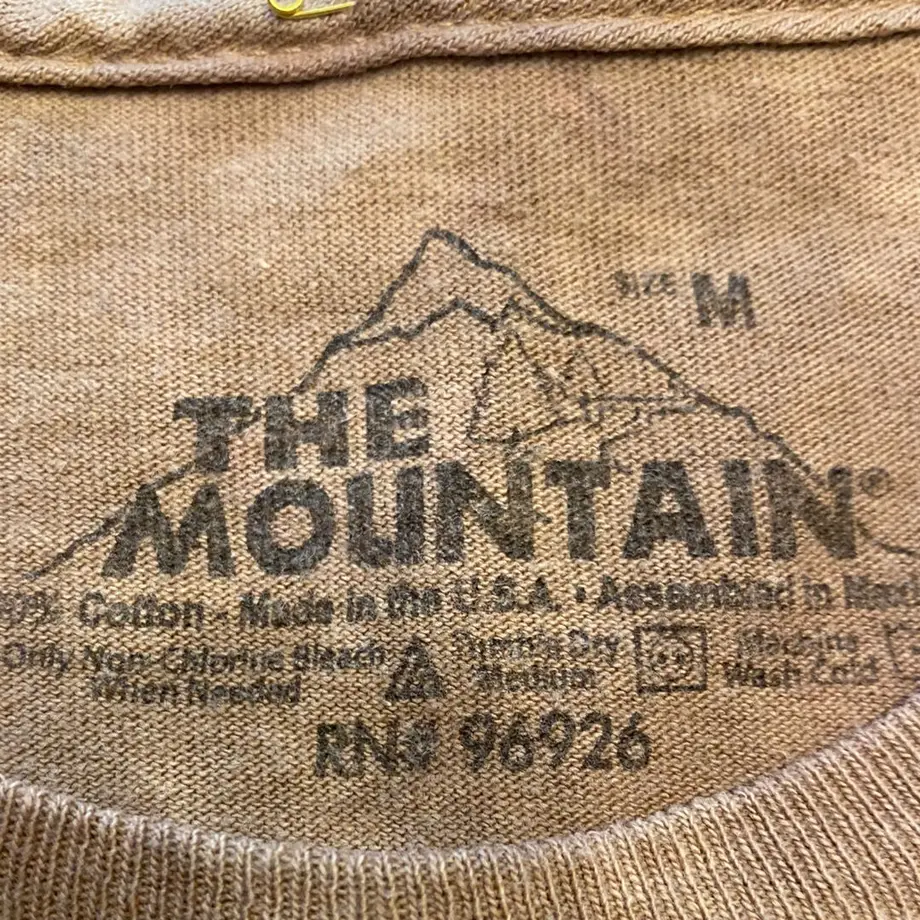 SIZE M
THE
MOUNTAIN®
Cotton - Made in the U.S.A. • Assembled in
Only Non-Chlorine Bleach
When Needed
Tumble Dry
Medium
Machine
Wash Cold
RN# 96926